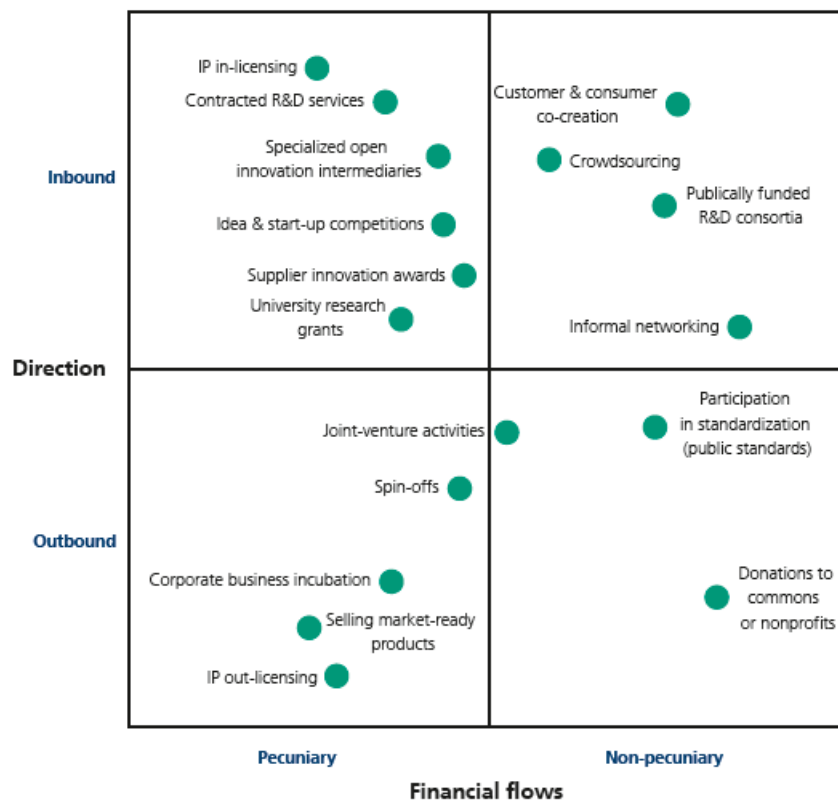 IP in-licensing
Contracted R&D services
Specialized open
innovation intermediaries
Idea & start-up competitions
Supplier innovation awards
University research
grants
Customer & consumer
co-creation
Crowdsourcing
Publically funded
R&D consortia
Informal networking
Inbound
Direction
Outbound
Joint-venture activities
Spin-offs
Corporate business incubation
Selling market-ready
products
IP out-licensing
Participation
in standardization
(public standards)
Donations to
commons
or nonprofits
Pecuniary
Non-pecuniary
Financial flows